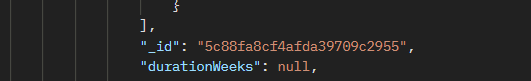 }
],
"_id": "5c88fa8cf4afda39709c2955",
"durationWeeks": null,